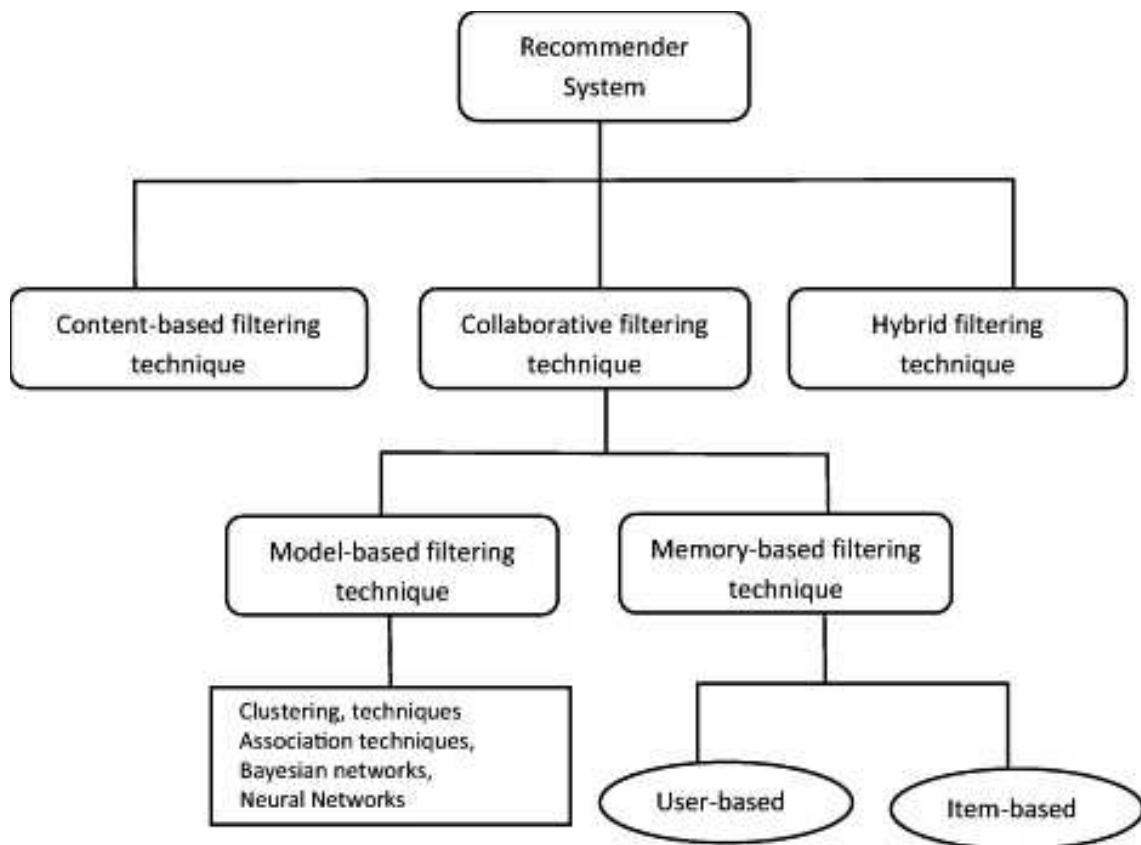 Recommender
System
Content-based filtering
technique
Collaborative filtering
technique
Hybrid filtering
technique
Model-based filtering
technique
Memory-based filtering
technique
Clustering, techniques
Association techniques,
Bayesian networks,
Neural Networks
User-based
Item-based